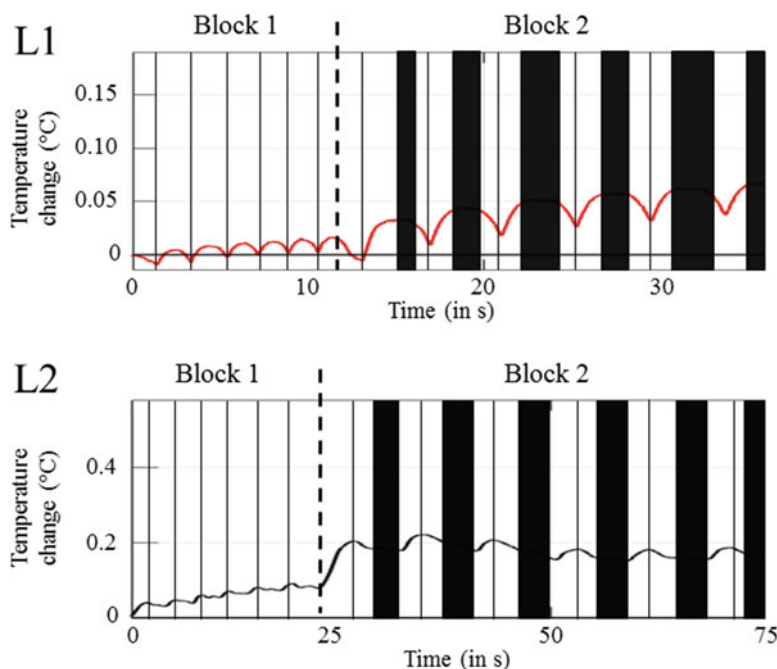 Block 1 Block 2
L1
0.15
0.10
0.05
0
Temperature
change (°C)
0 10 20 30
Time (in s)
Block 1 Block 2
L2
0.4
0.2
0
Temperature
change (°C)
0 25 50 75
Time (in s)